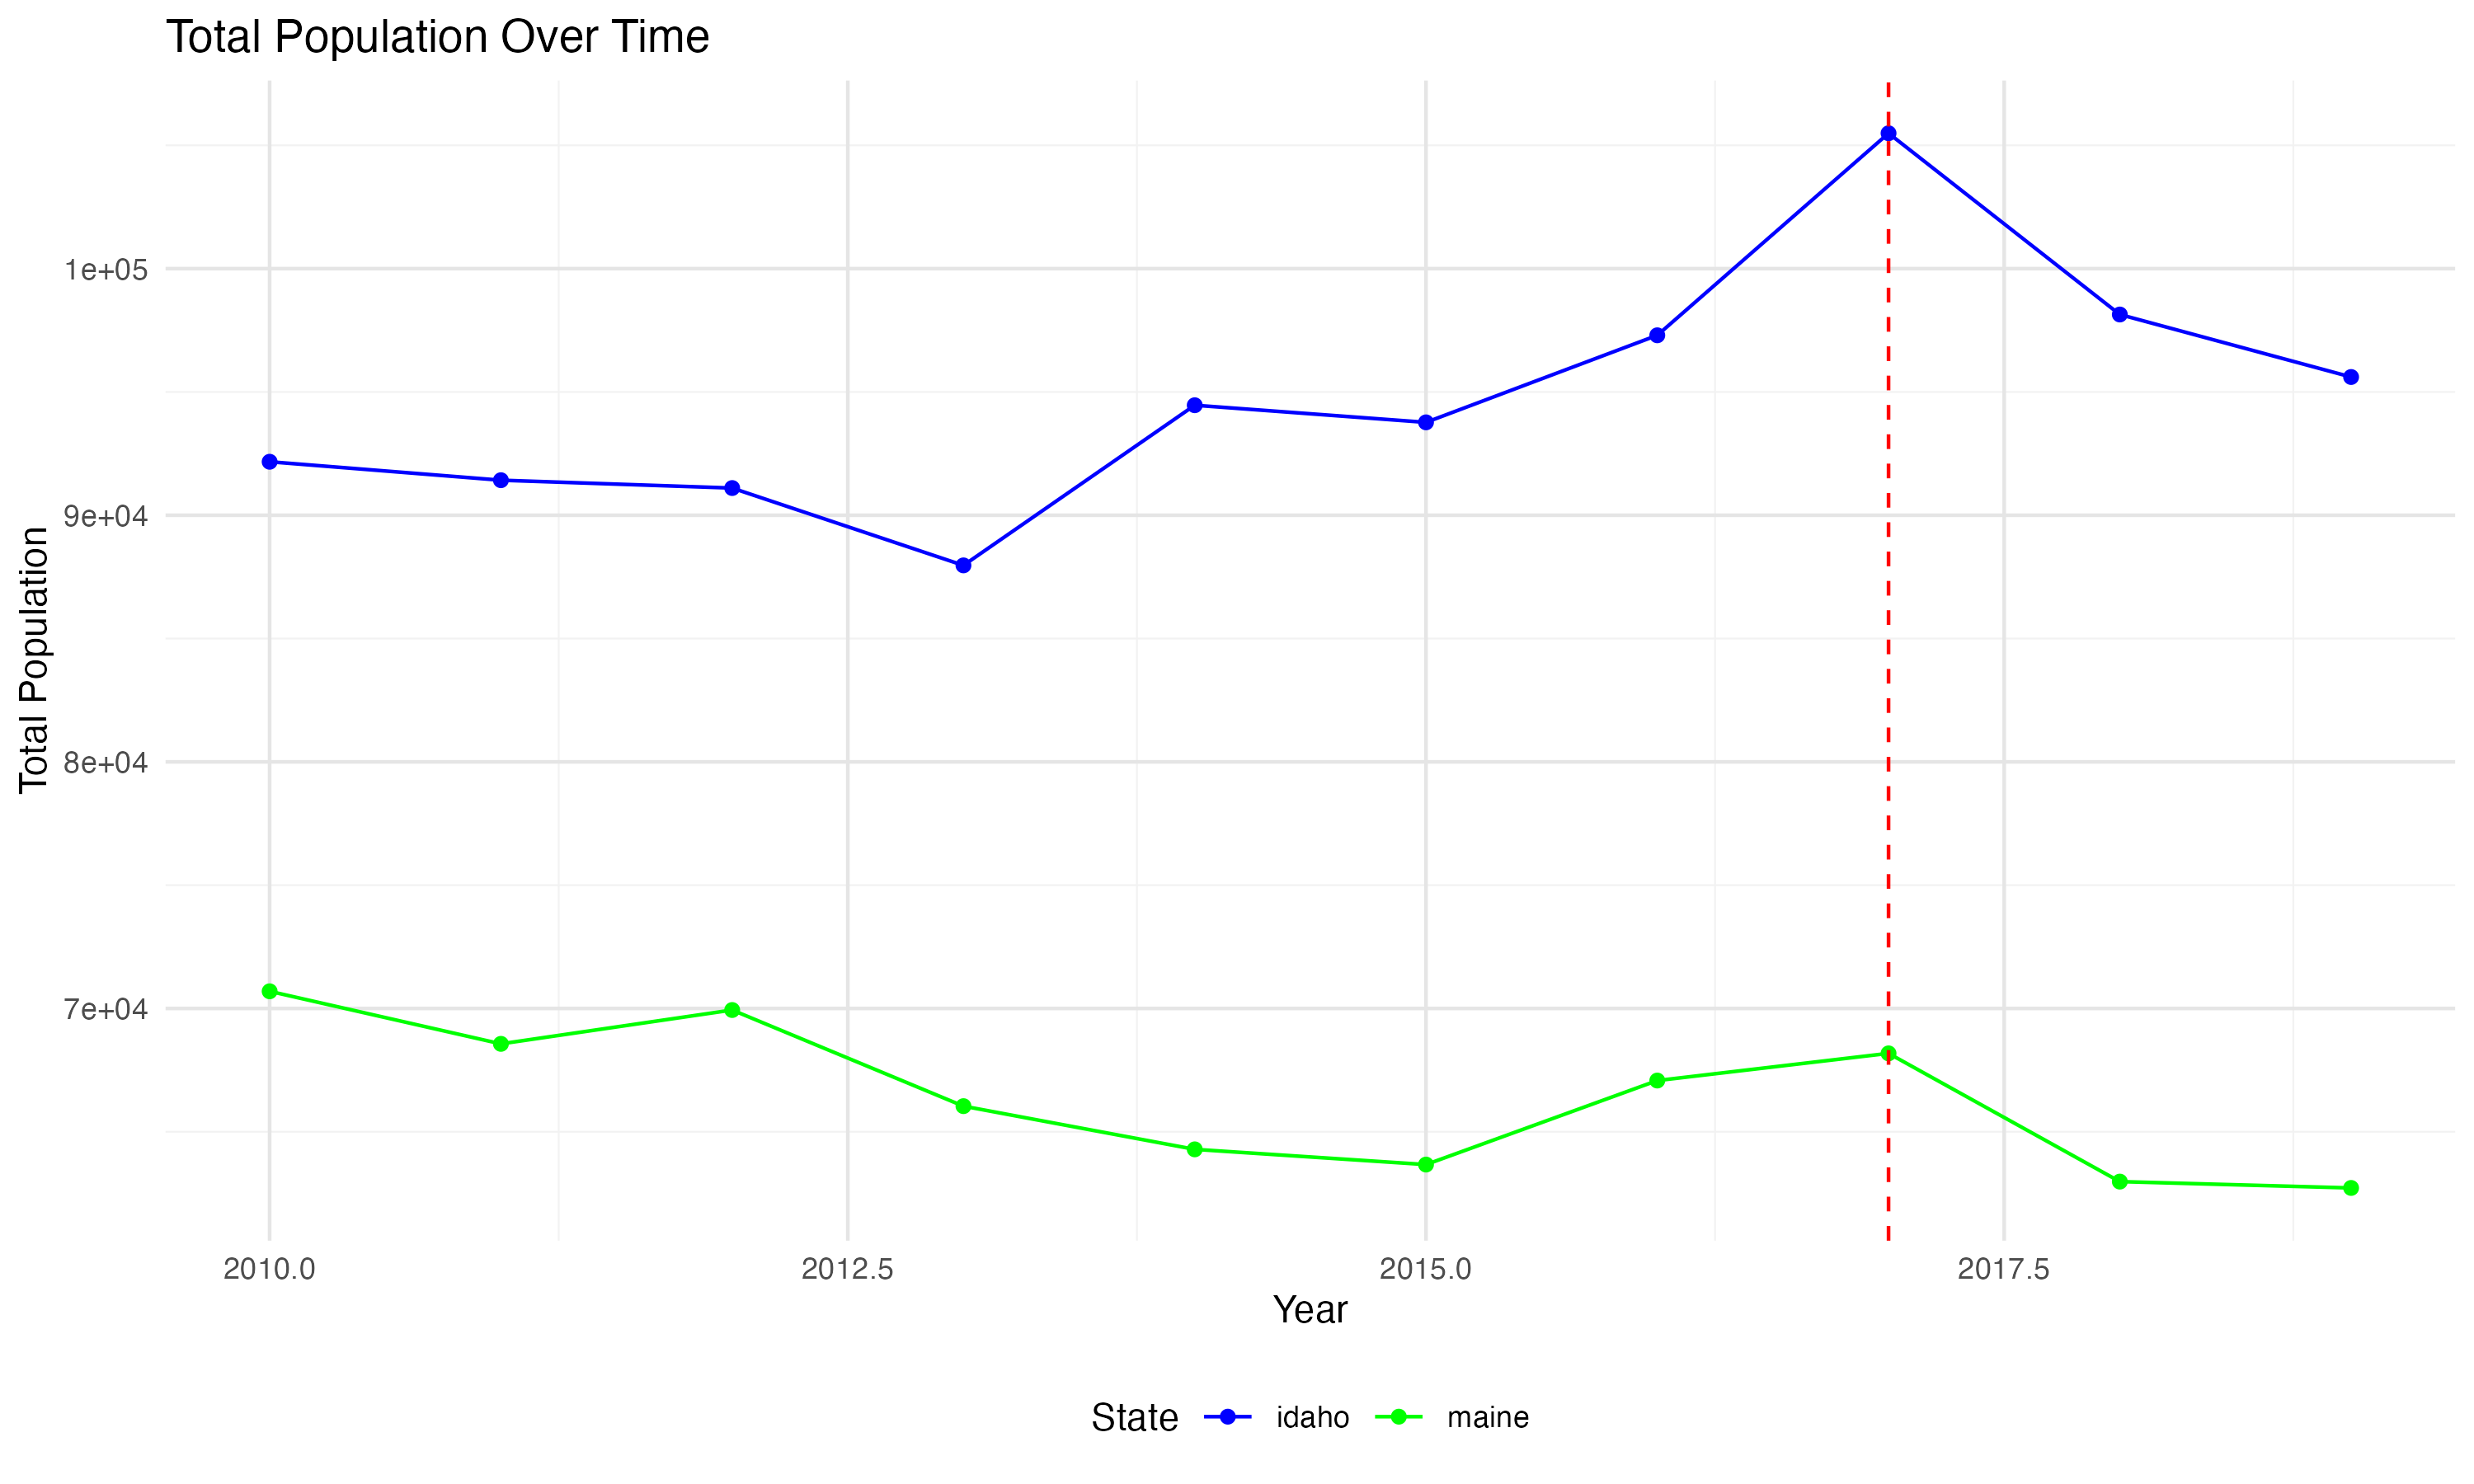 Total Population Over Time
Total Population
1e+05
9e+04
8e+04
7e+04
2010.0 2012.5 2015.0 2017.5
Year
State idaho maine